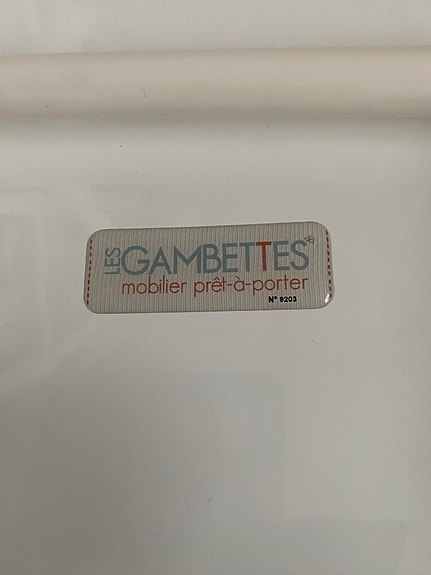 LES GAMBETTES®
mobilier prêt-à-porter
N° 9203